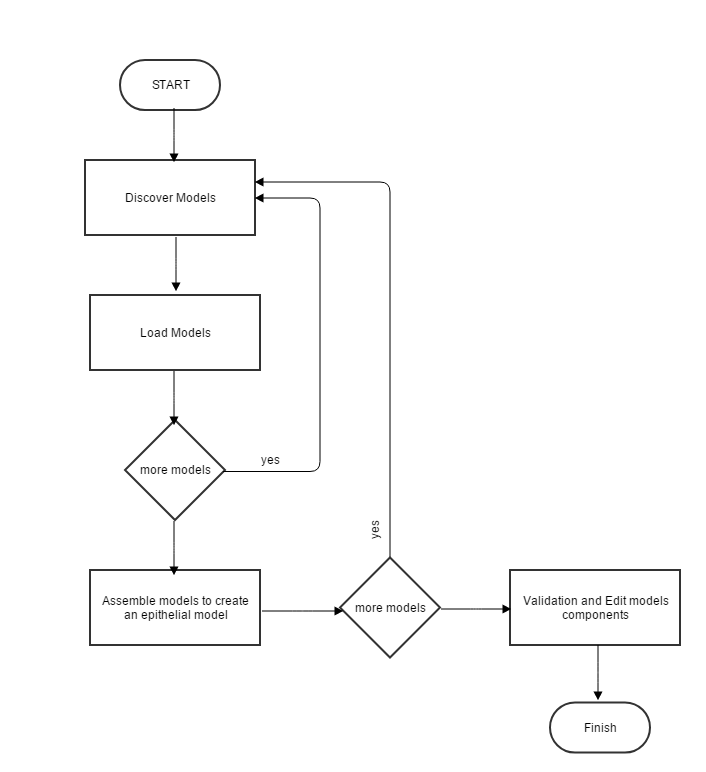 START
Discover Models
Load Models
more models
yes
yes
Assemble models to create
an epithelial model
more models
Validation and Edit models
components
Finish